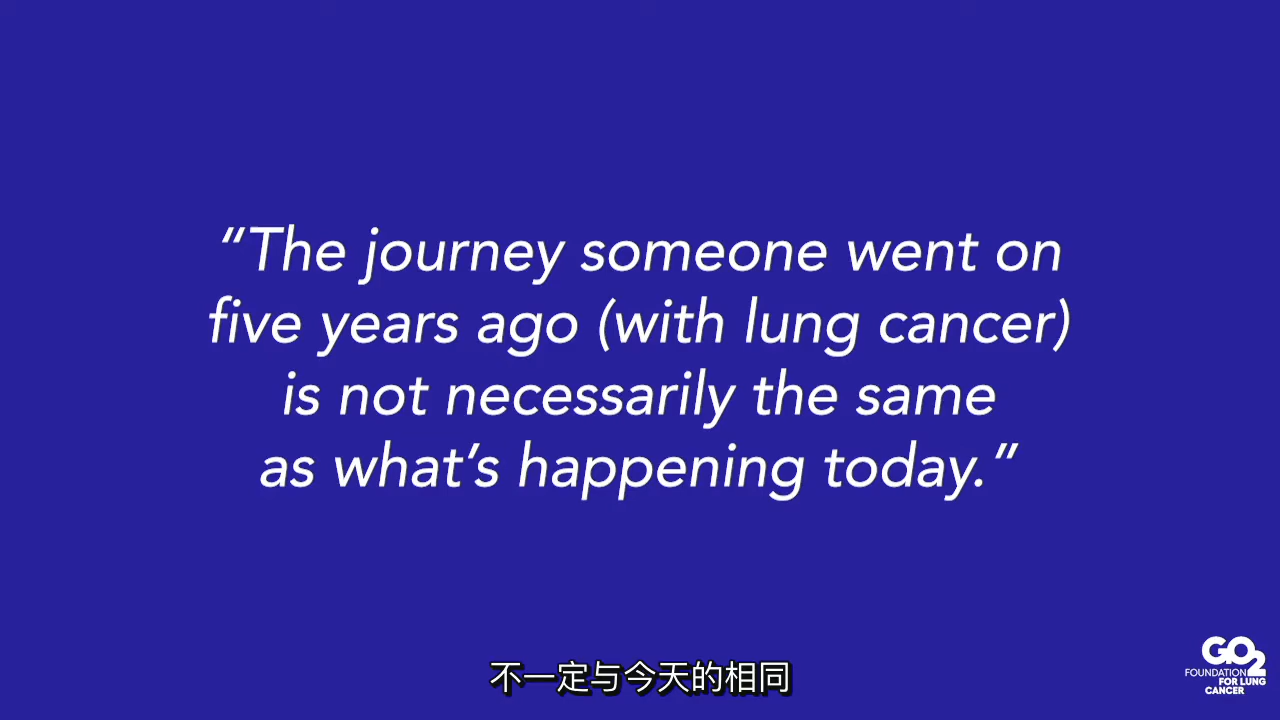 “The journey someone went on
five years ago (with lung cancer)
is not necessarily the same
as what’s happening today.”
不一定与今天的相同
GO2
FOUNDATION
FOR LUNG
CANCER